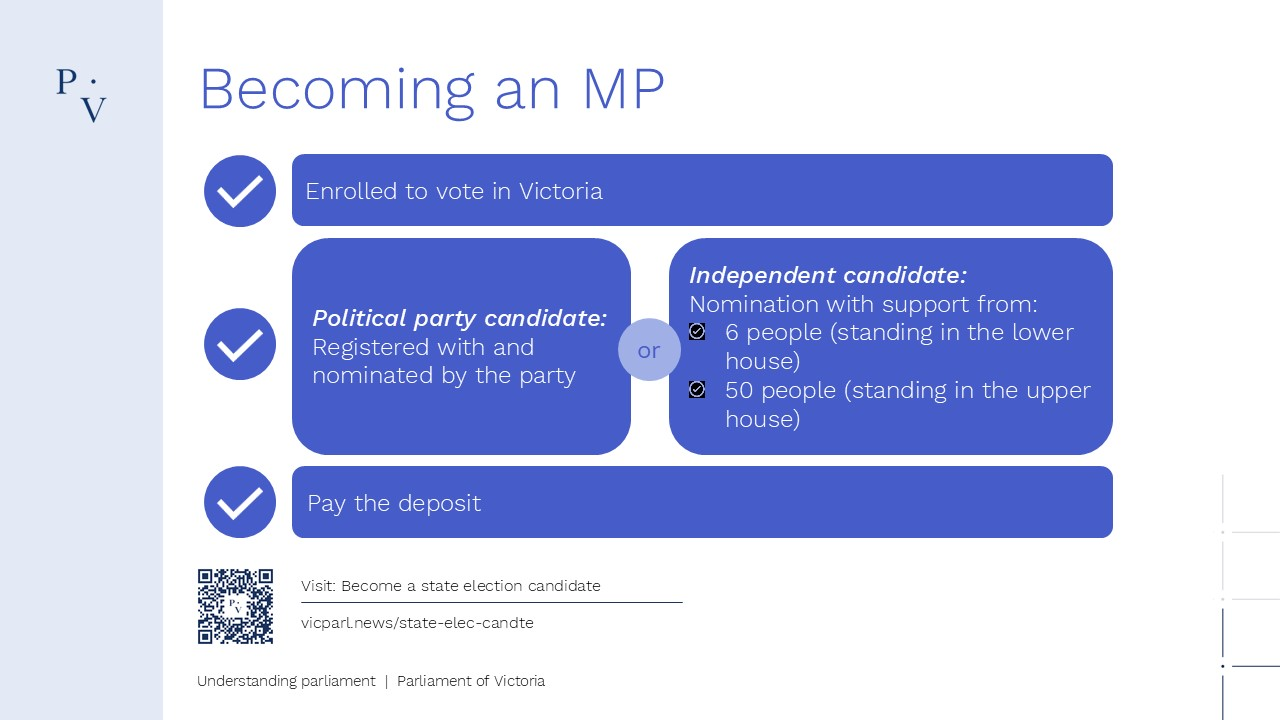 P ·
V
Becoming an MP
Enrolled to vote in Victoria
Political party candidate:
Registered with and
nominated by the party
or
Independent candidate:
Nomination with support from:
6 people (standing in the lower
house)
50 people (standing in the upper
house)
Pay the deposit
Visit: Become a state election candidate
vicparl.news/state-elec-candte
Understanding parliament | Parliament of Victoria